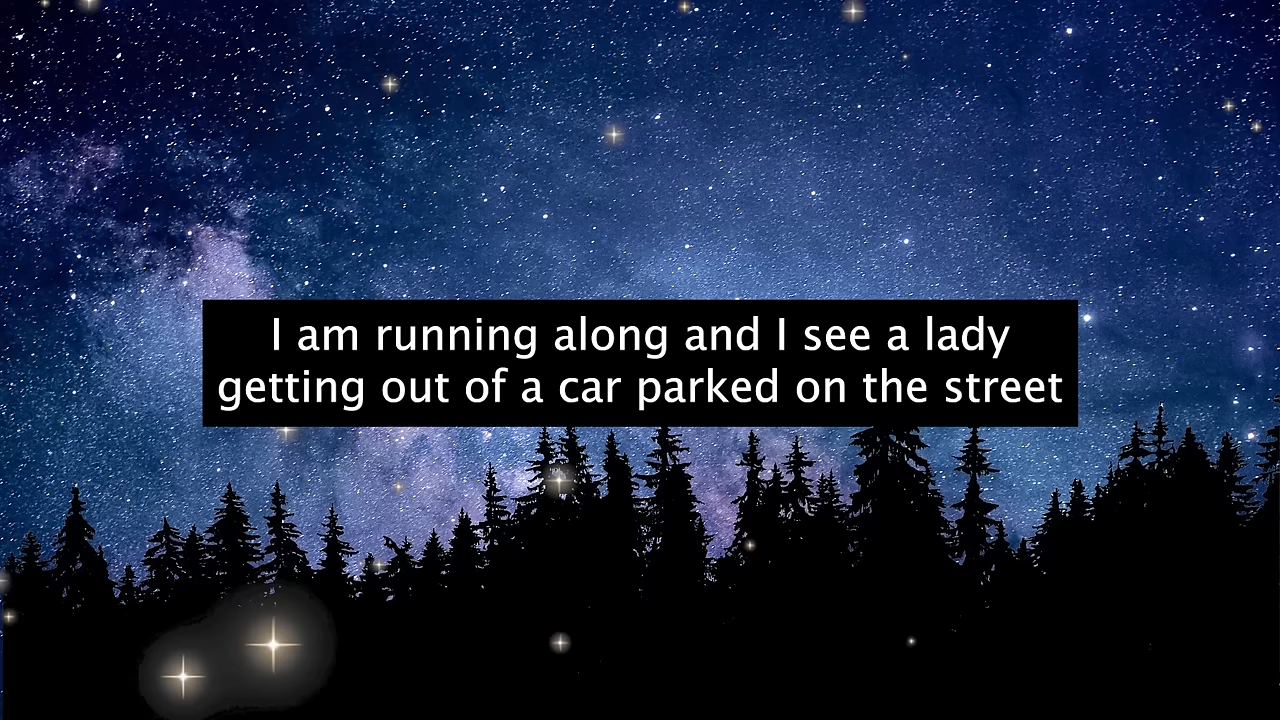 I am running along and I see a lady
getting out of a car parked on the street